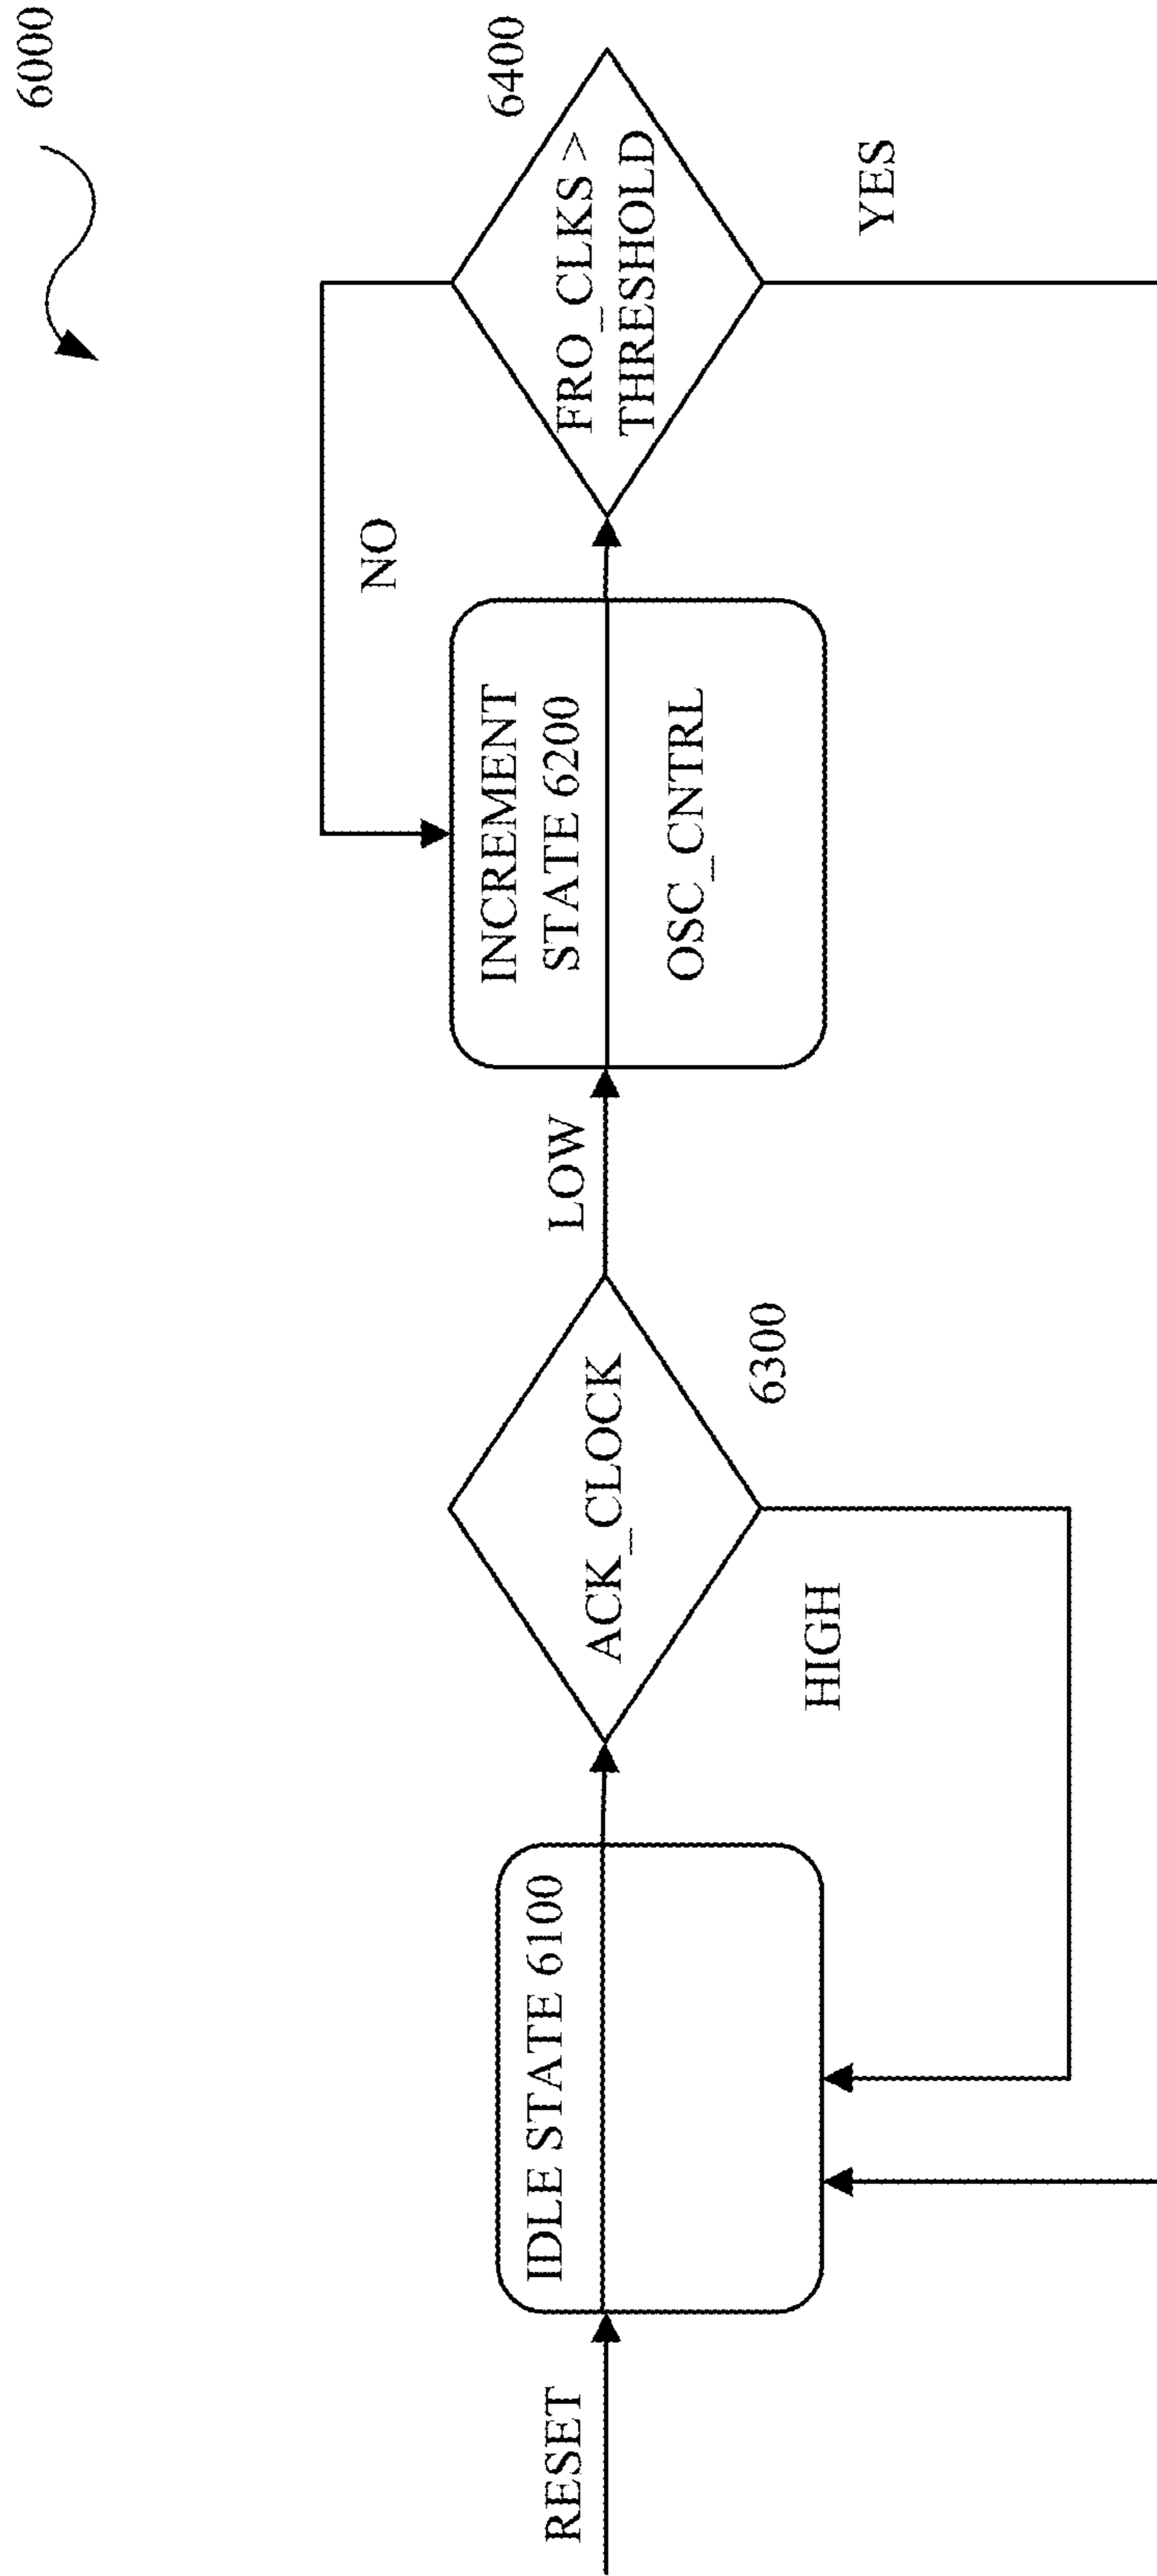 6000
RESET
IDLE STATE 6100
ACK_CLOCK
6300
HIGH
LOW
INCREMENT
STATE 6200
OSC_CNTRL
NO
6400
FRO_CLKS >
THRESHOLD
YES